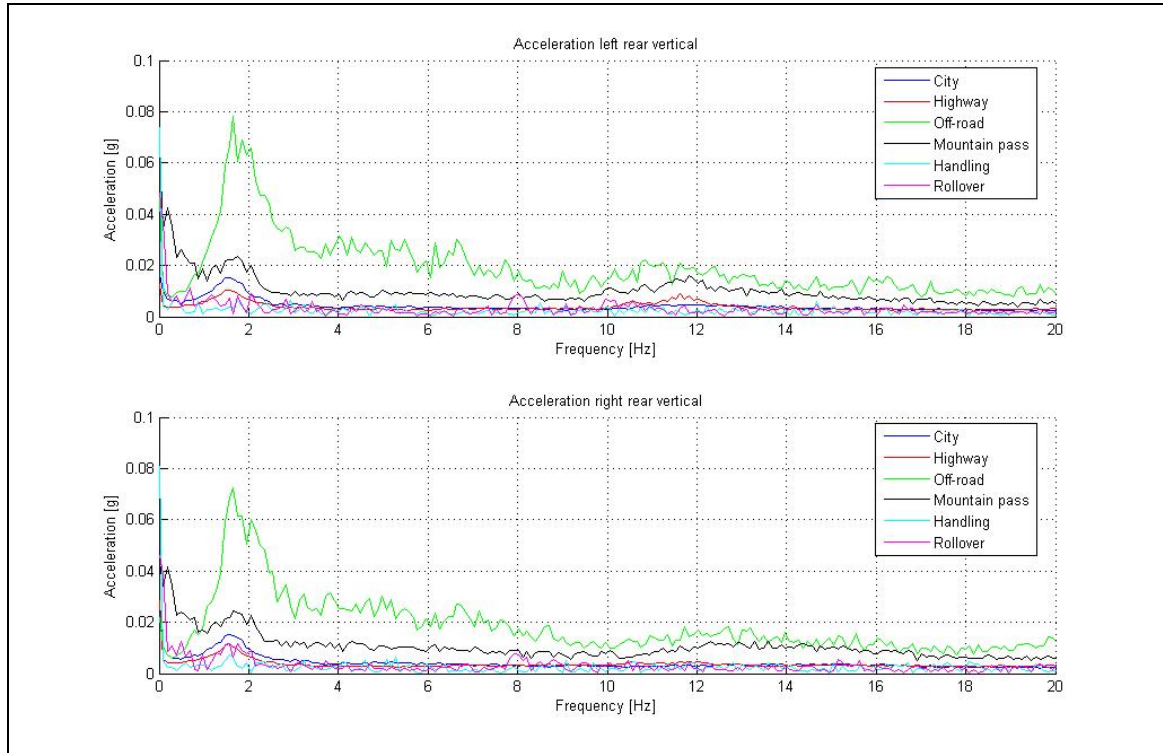 Acceleration left rear vertical
Acceleration [g]
0.1
0.08
0.06
0.04
0.02
0
City
Highway
Off-road
Mountain pass
Handling
Rollover
0 2 4 6 8 10 12 14 16 18 20
Frequency [Hz]
Acceleration right rear vertical
Acceleration [g]
0.1
0.08
0.06
0.04
0.02
0
City
Highway
Off-road
Mountain pass
Handling
Rollover
0 2 4 6 8 10 12 14 16 18 20
Frequency [Hz]